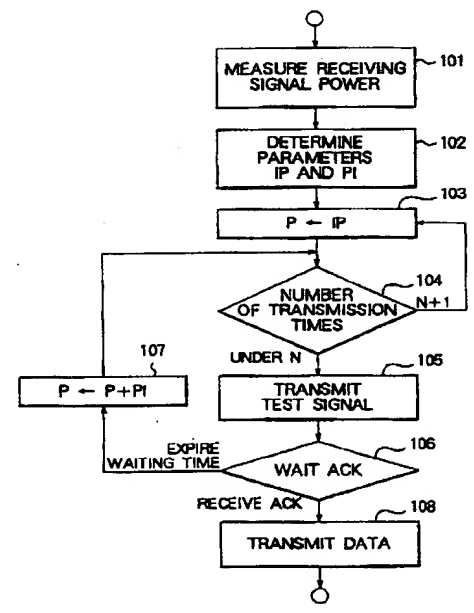 MEASURE RECEIVING
SIGNAL POWER
101
DETERMINE
PARAMETERS
IP AND PI
102
103
P ← IP
104
NUMBER
OF TRANSMISSION
TIMES
N+1
UNDER N
107
P ← P+PI
105
TRANSMIT
TEST SIGNAL
EXPIRE
WAITING TIME
106
WAIT ACK
RECEIVE ACK
108
TRANSMIT DATA